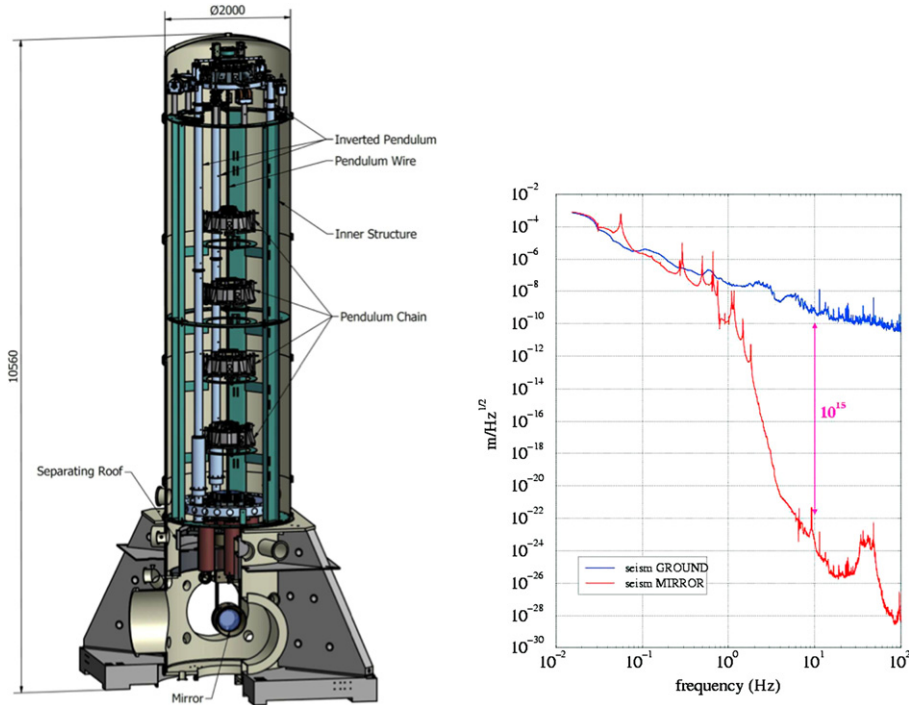 Ø2000
10560
Inverted Pendulum
Pendulum Wire
Inner Structure
Pendulum Chain
Separating Roof
Mirror
10⁻²
10⁻⁴
10⁻⁶
10⁻⁸
10⁻¹⁰
10⁻¹²
10⁻¹⁴
10⁻¹⁶
10⁻¹⁸
10⁻²⁰
10⁻²²
10⁻²⁴
10⁻²⁶
10⁻²⁸
10⁻³⁰
m/Hz¹/²
10¹⁵
seism GROUND
seism MIRROR
10⁻² 10⁻¹ 10⁰ 10¹ 10²
frequency (Hz)